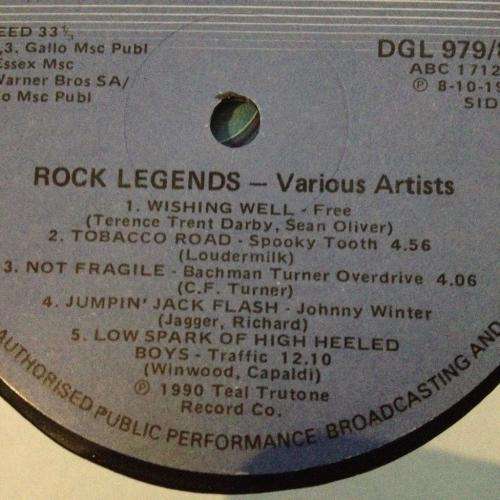 EED 33⅓
,3. Gallo Msc Publ
Essex Msc
Warner Bros SA/
o Msc Publ
DGL 979/
ABC 1712
℗ 8-10-19
SID
ROCK LEGENDS — Various Artists
1. WISHING WELL - Free
(Terence Trent Darby, Sean Oliver)
2. TOBACCO ROAD - Spooky Tooth 4.56
(Loudermilk)
3. NOT FRAGILE - Bachman Turner Overdrive 4.06
(C.F. Turner)
4. JUMPIN' JACK FLASH - Johnny Winter
(Jagger, Richard)
5. LOW SPARK OF HIGH HEELED
BOYS - Traffic 12.10
(Winwood, Capaldi)
℗ 1990 Teal Trutone
Record Co.
AUTHORISED PUBLIC PERFORMANCE BROADCASTING AND